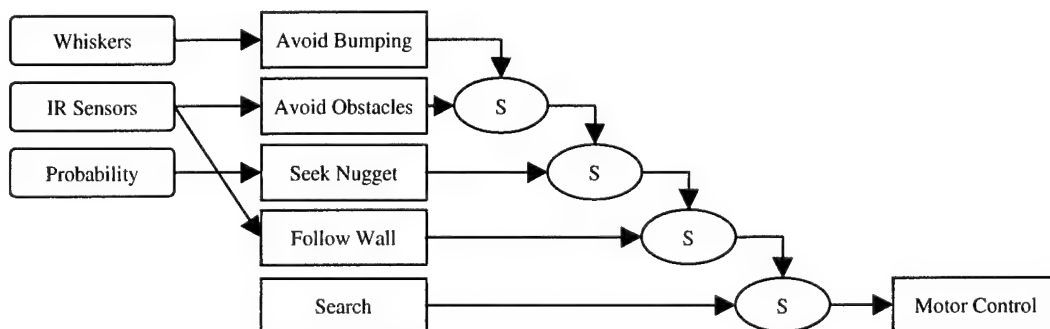 Whiskers
Avoid Bumping
IR Sensors
Avoid Obstacles
S
Probability
Seek Nugget
S
Follow Wall
S
Search
S
Motor Control